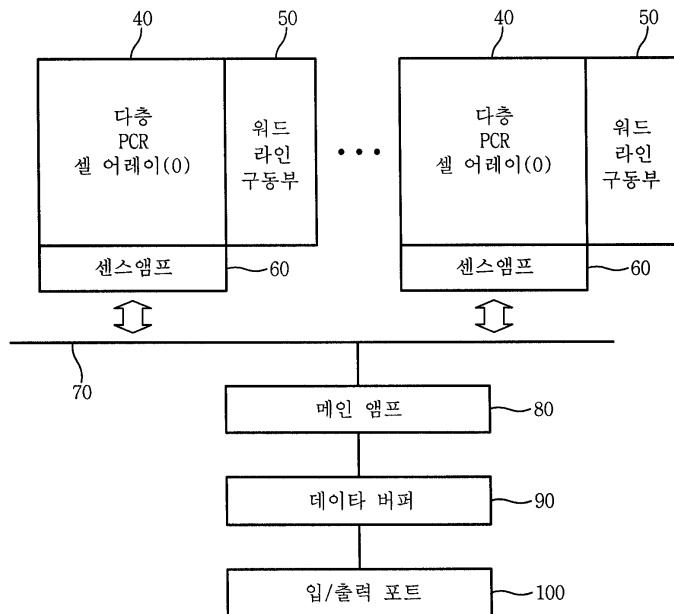 40
50
40
50
다층
PCR
셀 어레이(0)
워드
라인
구동부
다층
PCR
셀 어레이(0)
워드
라인
구동부
센스앰프
60
센스앰프
60
70
메인 앰프
80
데이타 버퍼
90
입/출력 포트
100